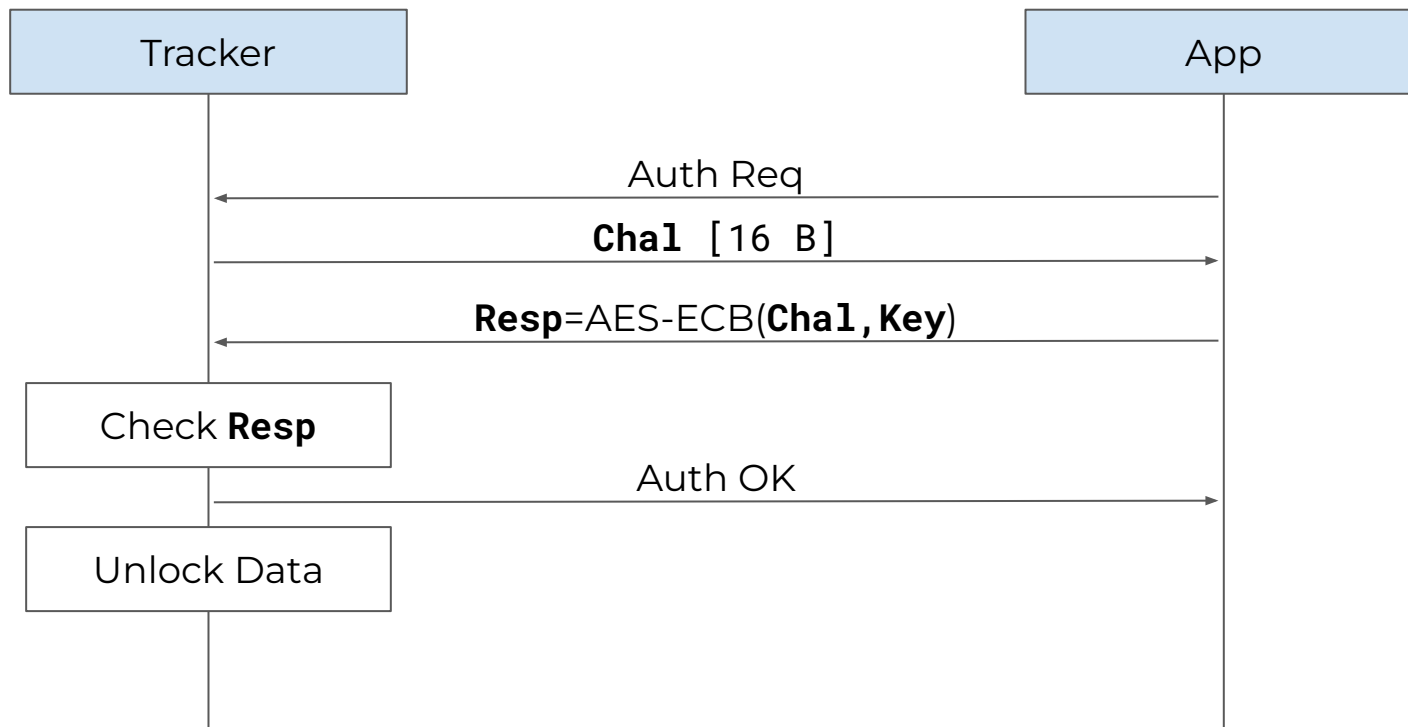 Tracker
App
Auth Req
Chal [16 B]
Resp=AES-ECB(Chal,Key)
Check Resp
Auth OK
Unlock Data